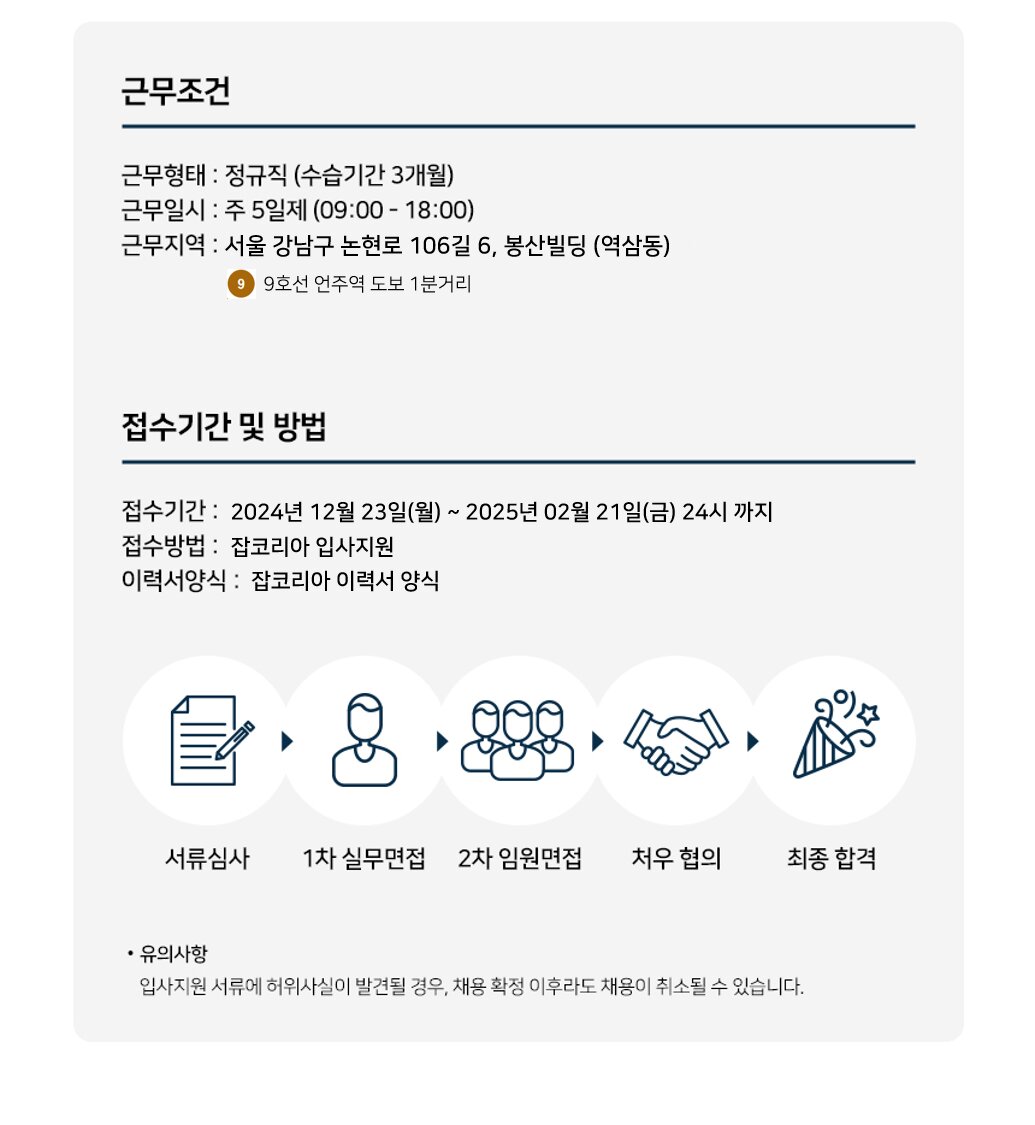 근무조건
근무형태 : 정규직 (수습기간 3개월)
근무일시 : 주 5일제 (09:00 - 18:00)
근무지역 : 서울 강남구 논현로 106길 6, 봉산빌딩 (역삼동)
9 9호선 언주역 도보 1분거리
접수기간 및 방법
접수기간 : 2024년 12월 23일(월) ~ 2025년 02월 21일(금) 24시 까지
접수방법 : 잡코리아 입사지원
이력서양식 : 잡코리아 이력서 양식
서류심사 1차 실무면접 2차 임원면접 처우 협의 최종 합격
• 유의사항
입사지원 서류에 허위사실이 발견될 경우, 채용 확정 이후라도 채용이 취소될 수 있습니다.